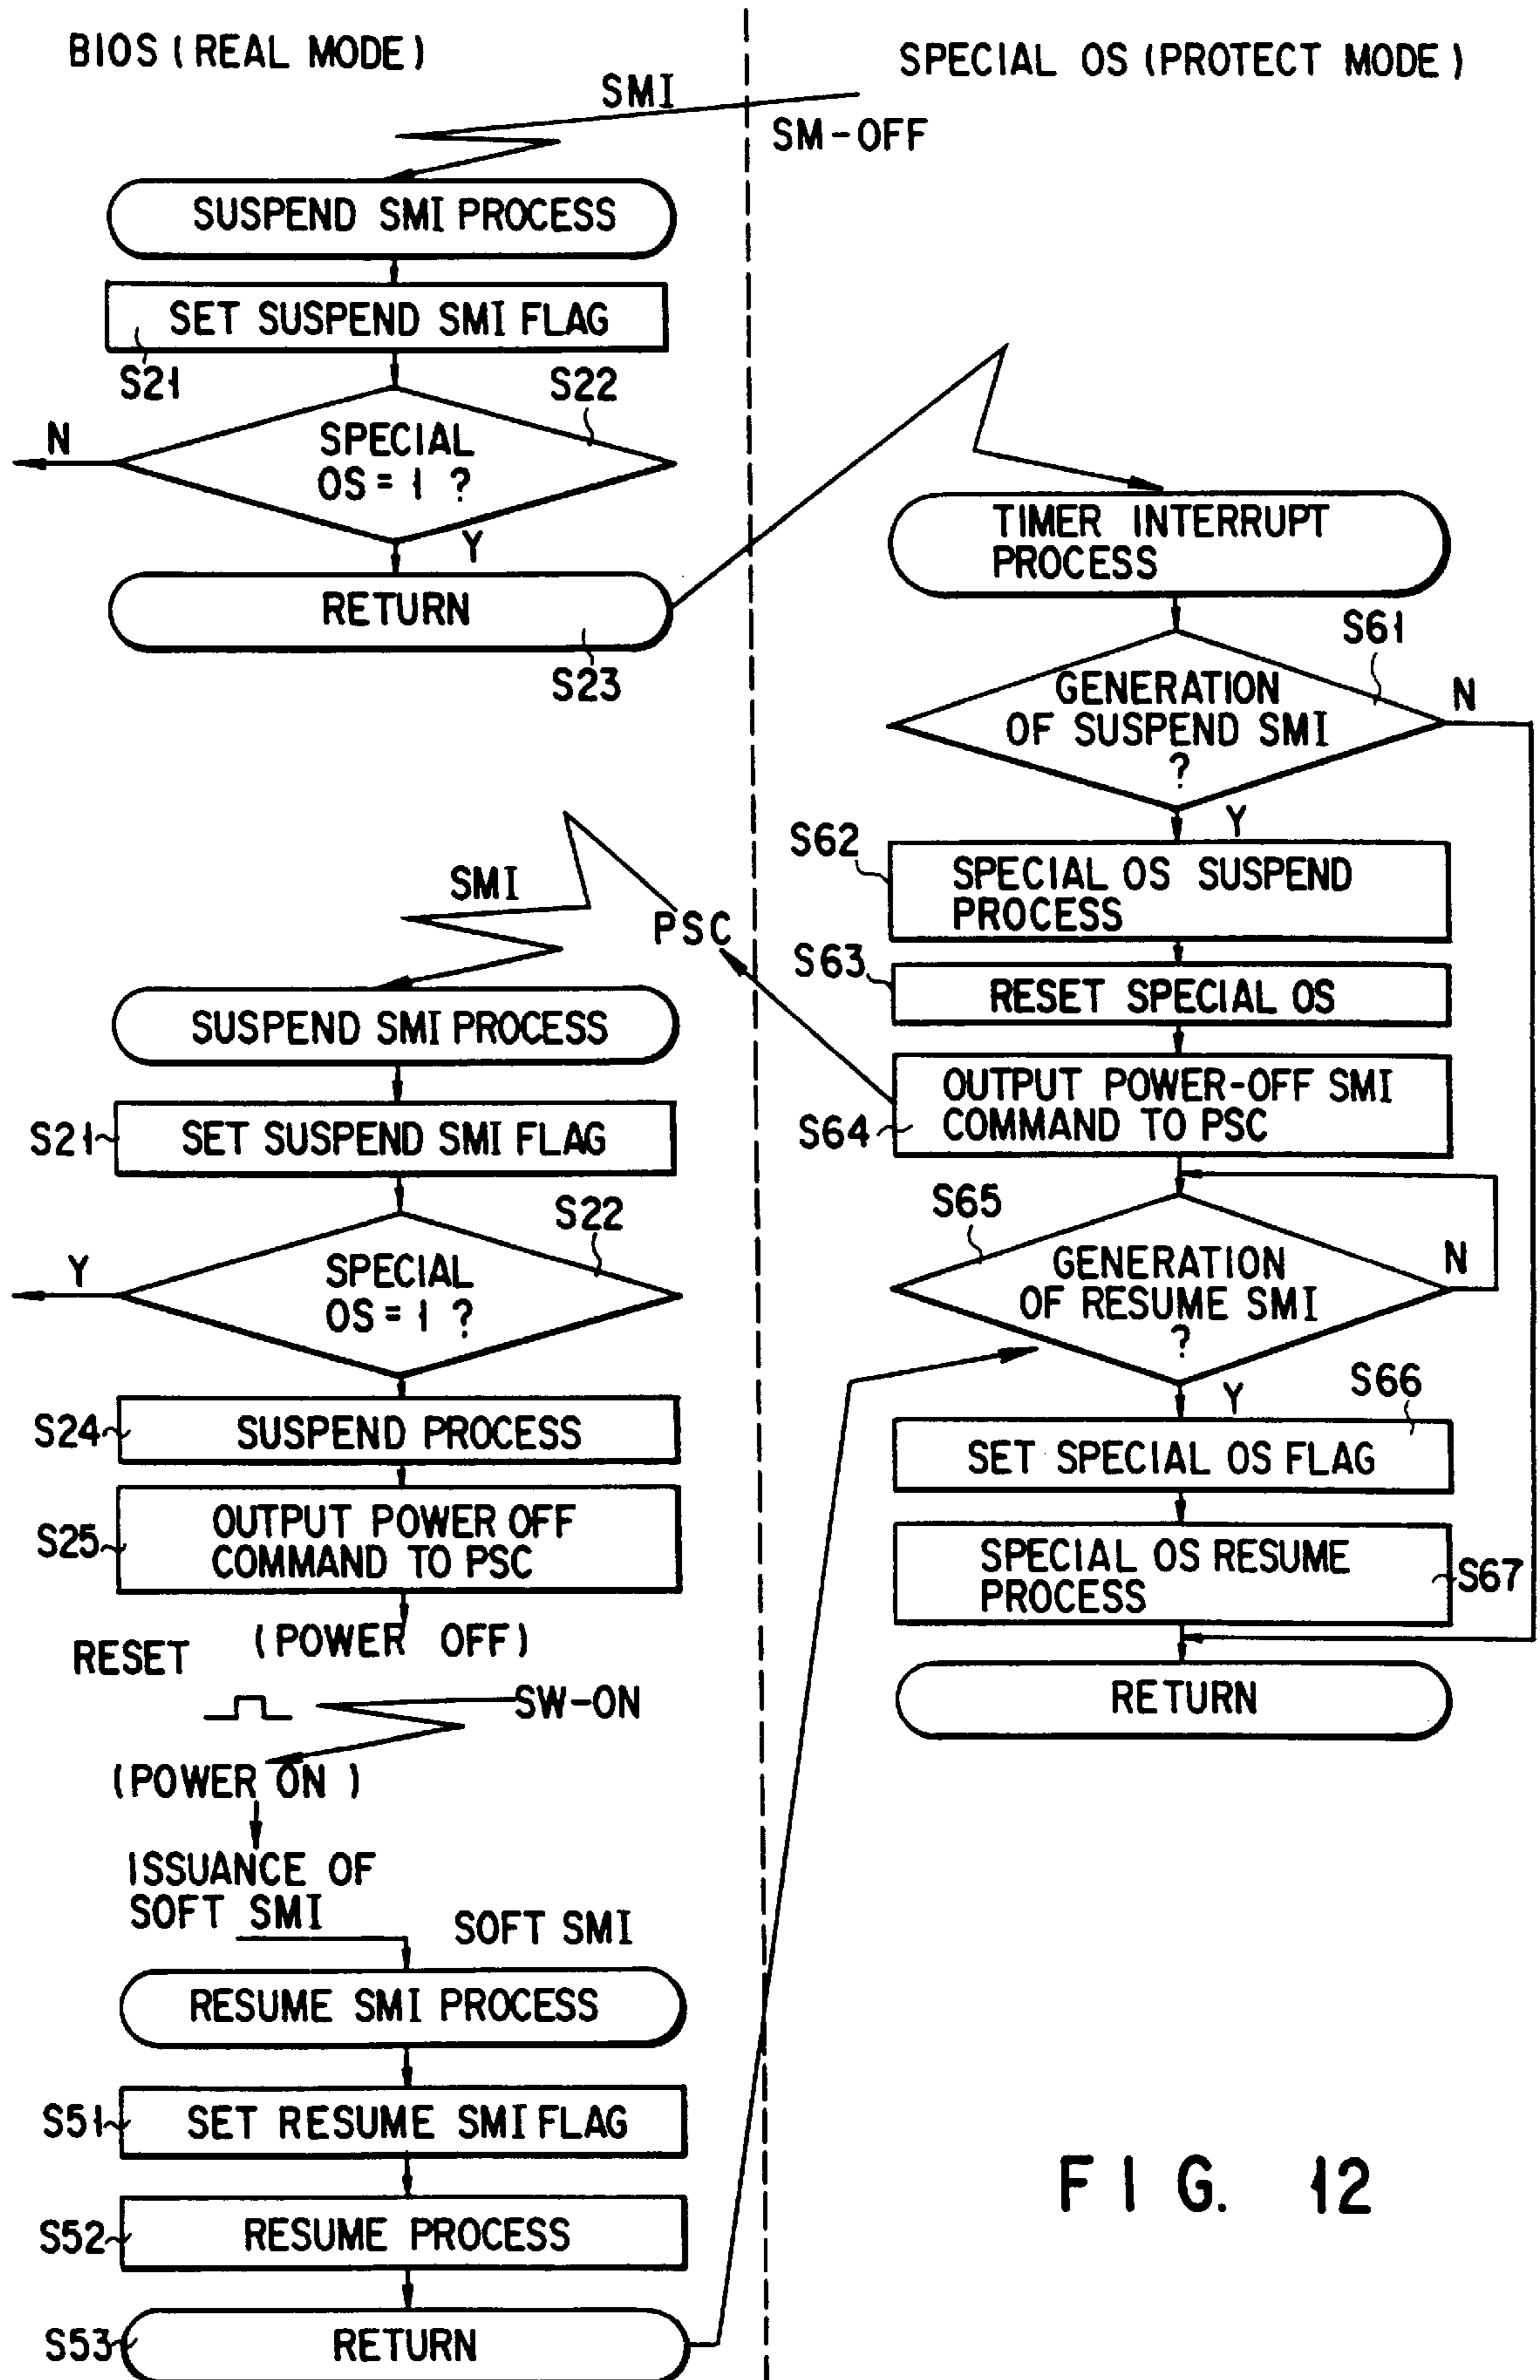 BIOS (REAL MODE)
SPECIAL OS (PROTECT MODE)
SMI
SM-OFF
SUSPEND SMI PROCESS
SET SUSPEND SMI FLAG
S21
S22
N
SPECIAL
OS = 1 ?
Y
RETURN
S23
TIMER INTERRUPT
PROCESS
S61
GENERATION
OF SUSPEND SMI
?
N
Y
S62
SPECIAL OS SUSPEND
PROCESS
S63
RESET SPECIAL OS
S64
OUTPUT POWER-OFF SMI
COMMAND TO PSC
S65
GENERATION
OF RESUME SMI
?
N
Y
S66
SET SPECIAL OS FLAG
SPECIAL OS RESUME
PROCESS
S67
RETURN
SMI
PSC
SUSPEND SMI PROCESS
S21
SET SUSPEND SMI FLAG
S22
Y
SPECIAL
OS = 1 ?
S24
SUSPEND PROCESS
S25
OUTPUT POWER OFF
COMMAND TO PSC
RESET
(POWER OFF)
SW-ON
(POWER ON)
ISSUANCE OF
SOFT SMI
SOFT SMI
RESUME SMI PROCESS
S51
SET RESUME SMI FLAG
S52
RESUME PROCESS
S53
RETURN
FIG. 12